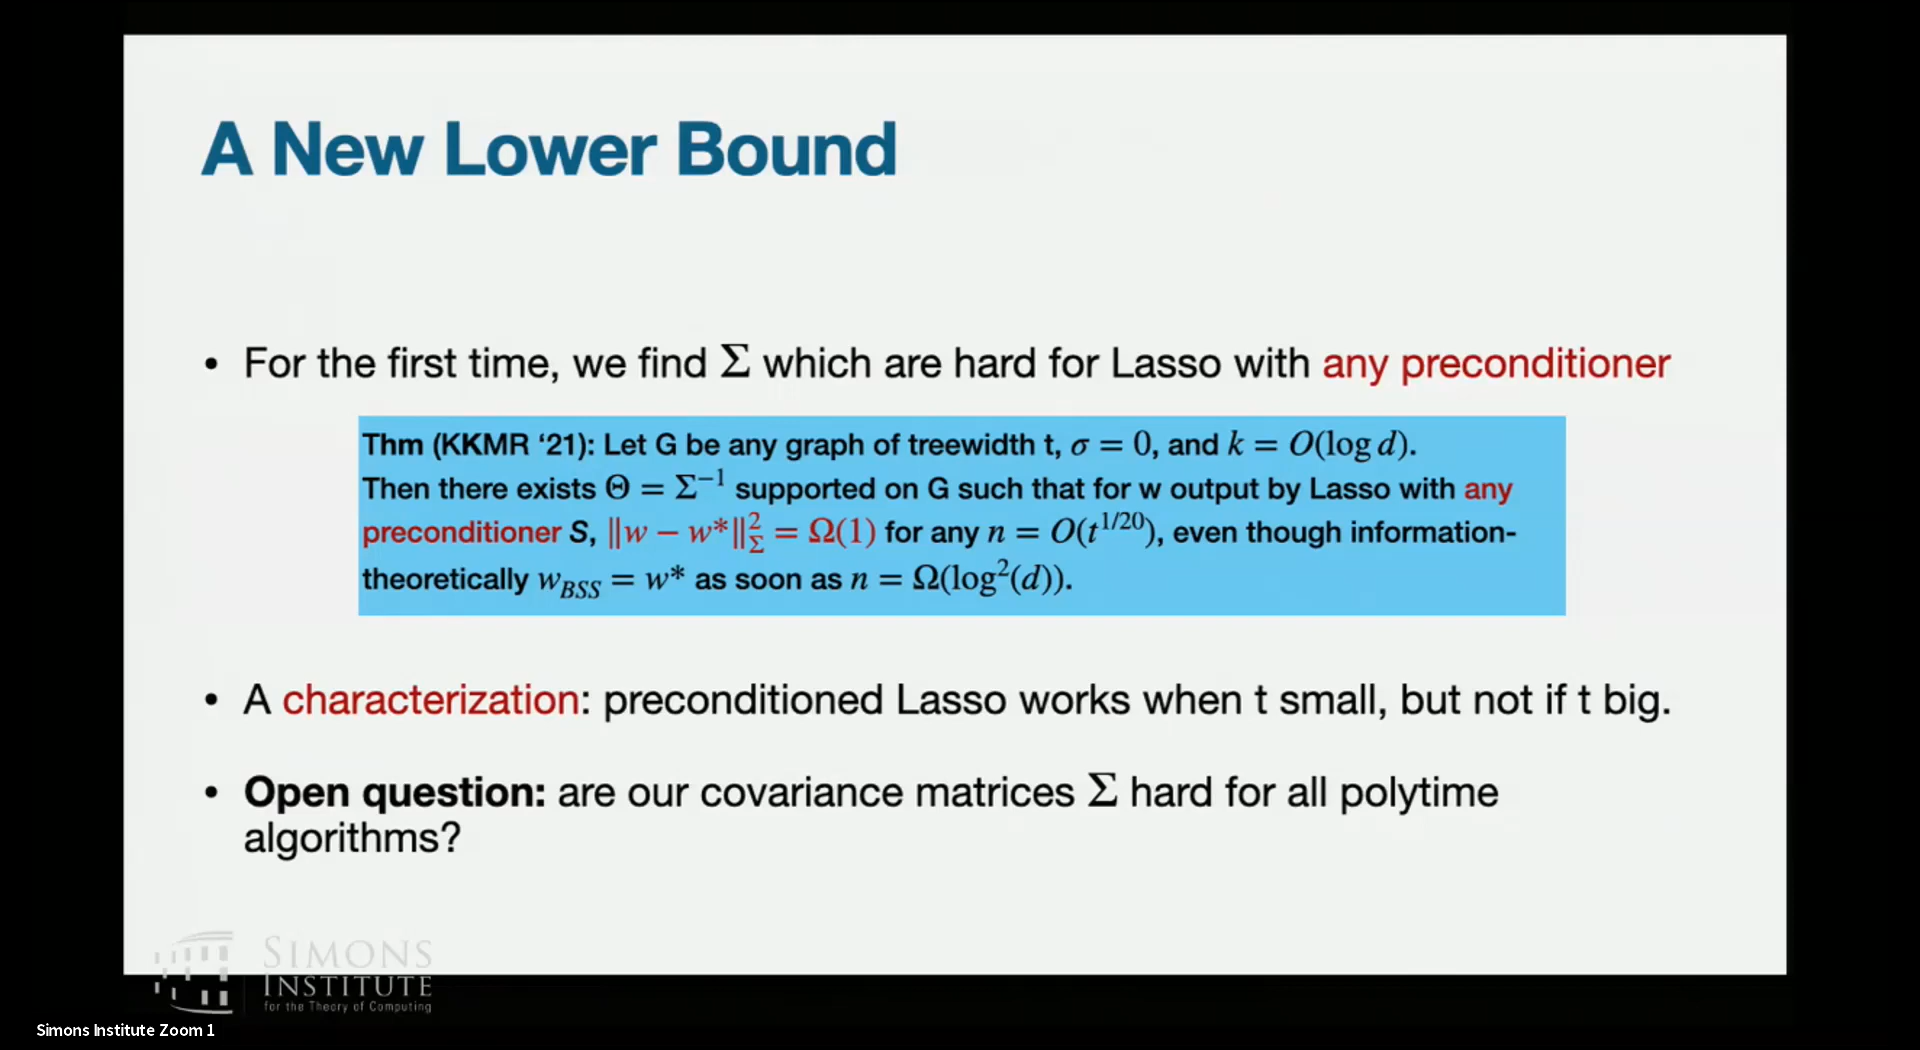 A New Lower Bound
• For the first time, we find Σ which are hard for Lasso with any preconditioner
Thm (KKMR ‘21): Let G be any graph of treewidth t, σ = 0, and k = O(log d).
Then there exists Θ = Σ⁻¹ supported on G such that for w output by Lasso with any
preconditioner S, ‖w − w*‖²_Σ = Ω(1) for any n = O(t^{1/20}), even though information-
theoretically w_{BSS} = w* as soon as n = Ω(log²(d)).
• A characterization: preconditioned Lasso works when t small, but not if t big.
• Open question: are our covariance matrices Σ hard for all polytime
algorithms?
SIMONS
INSTITUTE
for the Theory of Computing
Simons Institute Zoom 1